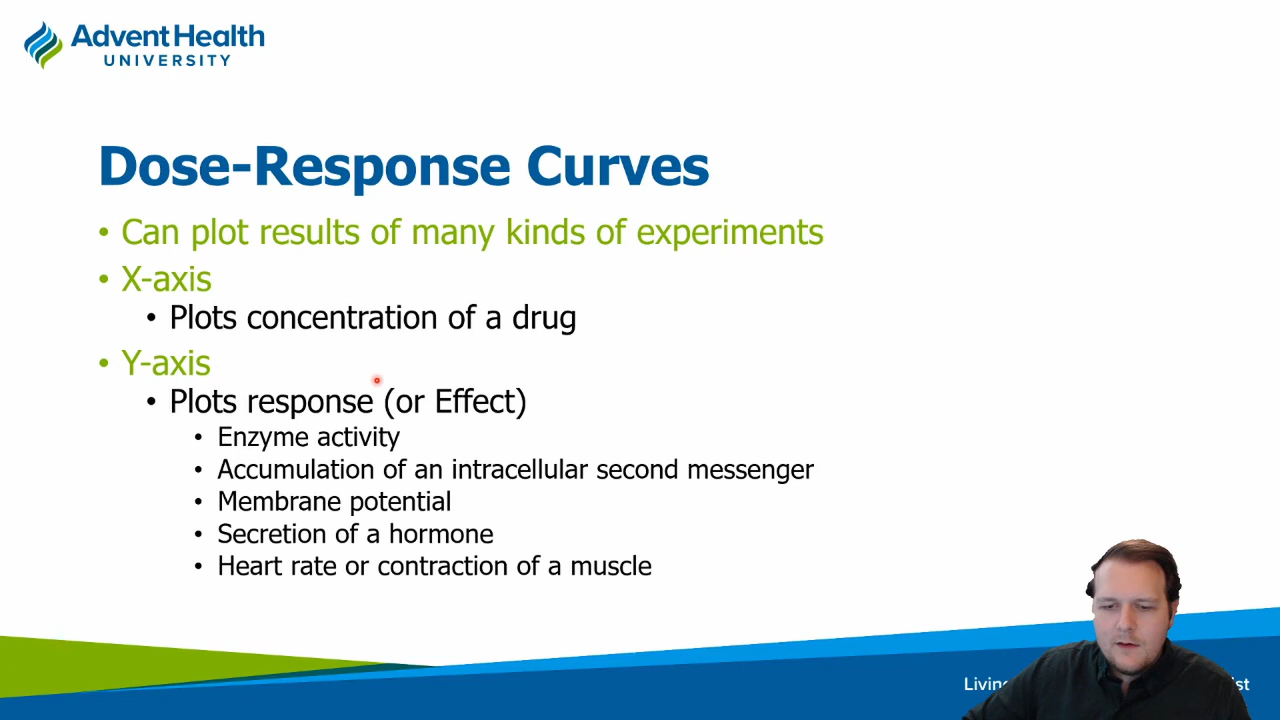 AdventHealth
UNIVERSITY
Dose-Response Curves
• Can plot results of many kinds of experiments
• X-axis
• Plots concentration of a drug
• Y-axis
• Plots response (or Effect)
• Enzyme activity
• Accumulation of an intracellular second messenger
• Membrane potential
• Secretion of a hormone
• Heart rate or contraction of a muscle